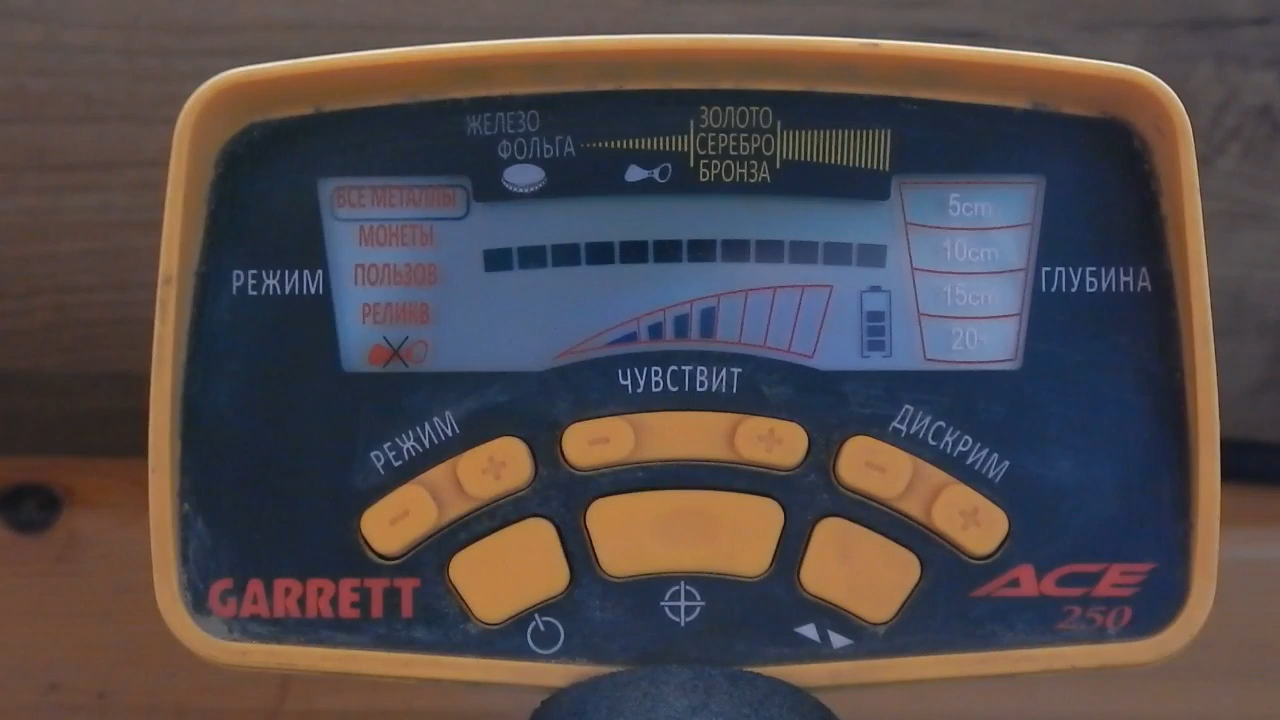 ЖЕЛЕЗО
ФОЛЬГА
ЗОЛОТО
СЕРЕБРО
БРОНЗА
РЕЖИМ
ВСЕ МЕТАЛЛЫ
МОНЕТЫ
ПОЛЬЗОВ
РЕЛИКВ
5cm
10cm
15cm
20
ГЛУБИНА
ЧУВСТВИТ
РЕЖИМ
ДИСКРИМ
- +
- +
- +
GARRETT
ACE
250